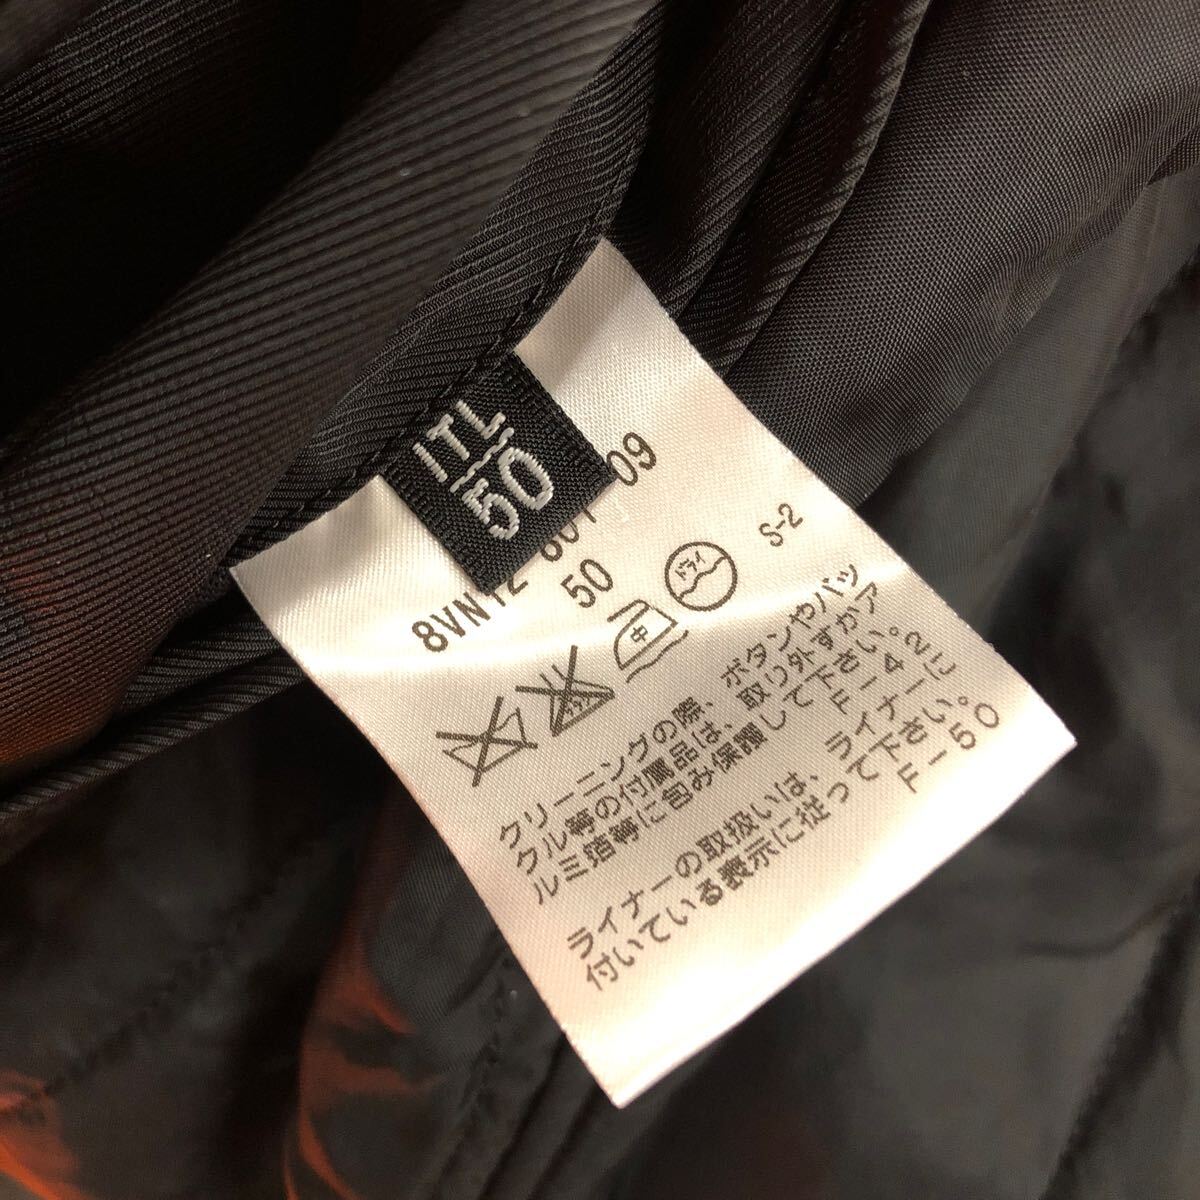 ITL
50
8VN12 09
50
中
ドライ
S-2
クリーニングの際、ボタンやバッ
クル等の付属品は、取り外すかア
ルミ箔等に包み保護して下さい。
F-42
ライナーの取扱いは、ライナーに
付いている表示に従って下さい。
F-50